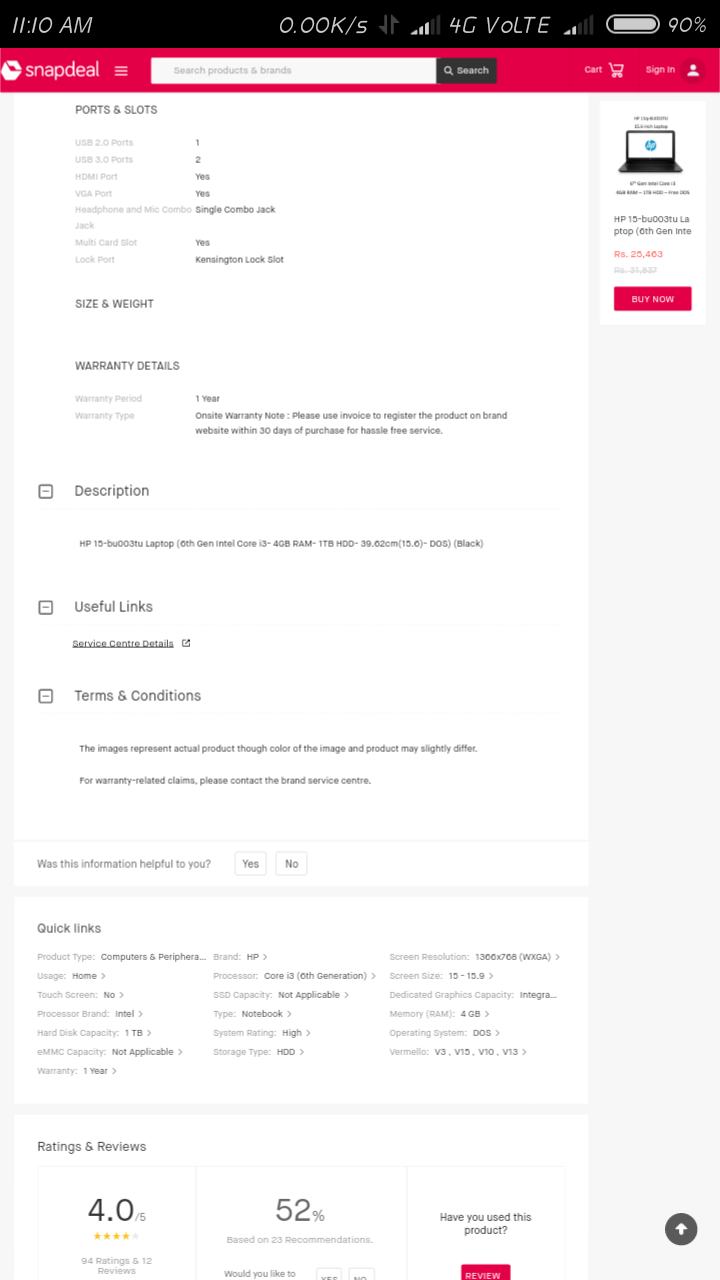 11:10 AM 0.00K/s 4G VoLTE 90%
snapdeal Search products & brands Search Cart Sign In
PORTS & SLOTS
USB 2.0 Ports 1
USB 3.0 Ports 2
HDMI Port Yes
VGA Port Yes
Headphone and Mic Combo Jack Single Combo Jack
Multi Card Slot Yes
Lock Port Kensington Lock Slot
SIZE & WEIGHT
WARRANTY DETAILS
Warranty Period 1 Year
Warranty Type Onsite Warranty Note : Please use invoice to register the product on brand
website within 30 days of purchase for hassle free service.
Description
HP 15-bu003tu Laptop (6th Gen Intel Core i3- 4GB RAM- 1TB HDD- 39.62cm(15.6)- DOS) (Black)
Useful Links
Service Centre Details
Terms & Conditions
The images represent actual product though color of the image and product may slightly differ.
For warranty-related claims, please contact the brand service centre.
Was this information helpful to you? Yes No
HP 15q-BU003TU
15.6-inch Laptop
hp
6th Gen Intel Core i3
4GB RAM – 1TB HDD – Free DOS
HP 15-bu003tu La
ptop (6th Gen Inte
Rs. 25,463
Rs. 31,837
BUY NOW
Quick links
Product Type: Computers & Periphera... Brand: HP > Screen Resolution: 1366x768 (WXGA) >
Usage: Home > Processor: Core i3 (6th Generation) > Screen Size: 15 - 15.9 >
Touch Screen: No > SSD Capacity: Not Applicable > Dedicated Graphics Capacity: Integra...
Processor Brand: Intel > Type: Notebook > Memory (RAM): 4 GB >
Hard Disk Capacity: 1 TB > System Rating: High > Operating System: DOS >
eMMC Capacity: Not Applicable > Storage Type: HDD > Vermello: V3 , V15 , V10 , V13 >
Warranty: 1 Year >
Ratings & Reviews
4.0/5
94 Ratings & 12
Reviews
52%
Based on 23 Recommendations.
Would you like to
YES NO
Have you used this
product?
REVIEW